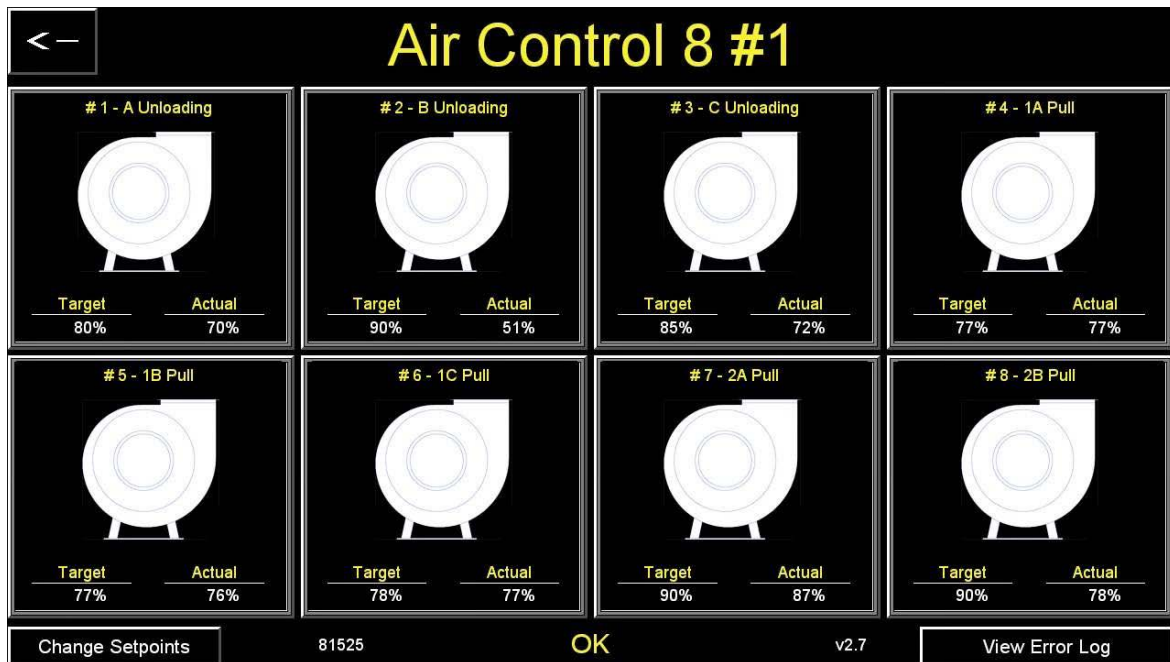 <—
Air Control 8 #1
# 1 - A Unloading
Target Actual
80% 70%
# 2 - B Unloading
Target Actual
90% 51%
# 3 - C Unloading
Target Actual
85% 72%
# 4 - 1A Pull
Target Actual
77% 77%
# 5 - 1B Pull
Target Actual
77% 76%
# 6 - 1C Pull
Target Actual
78% 77%
# 7 - 2A Pull
Target Actual
90% 87%
# 8 - 2B Pull
Target Actual
90% 78%
Change Setpoints 81525 OK v2.7 View Error Log